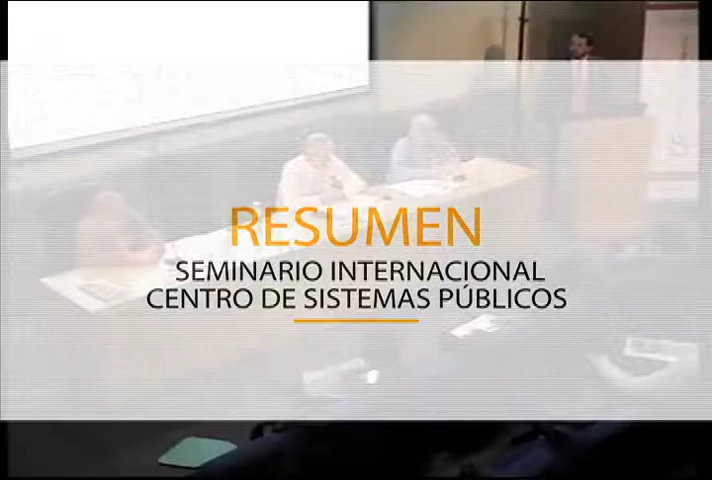 RESUMEN
SEMINARIO INTERNACIONAL
CENTRO DE SISTEMAS PÚBLICOS